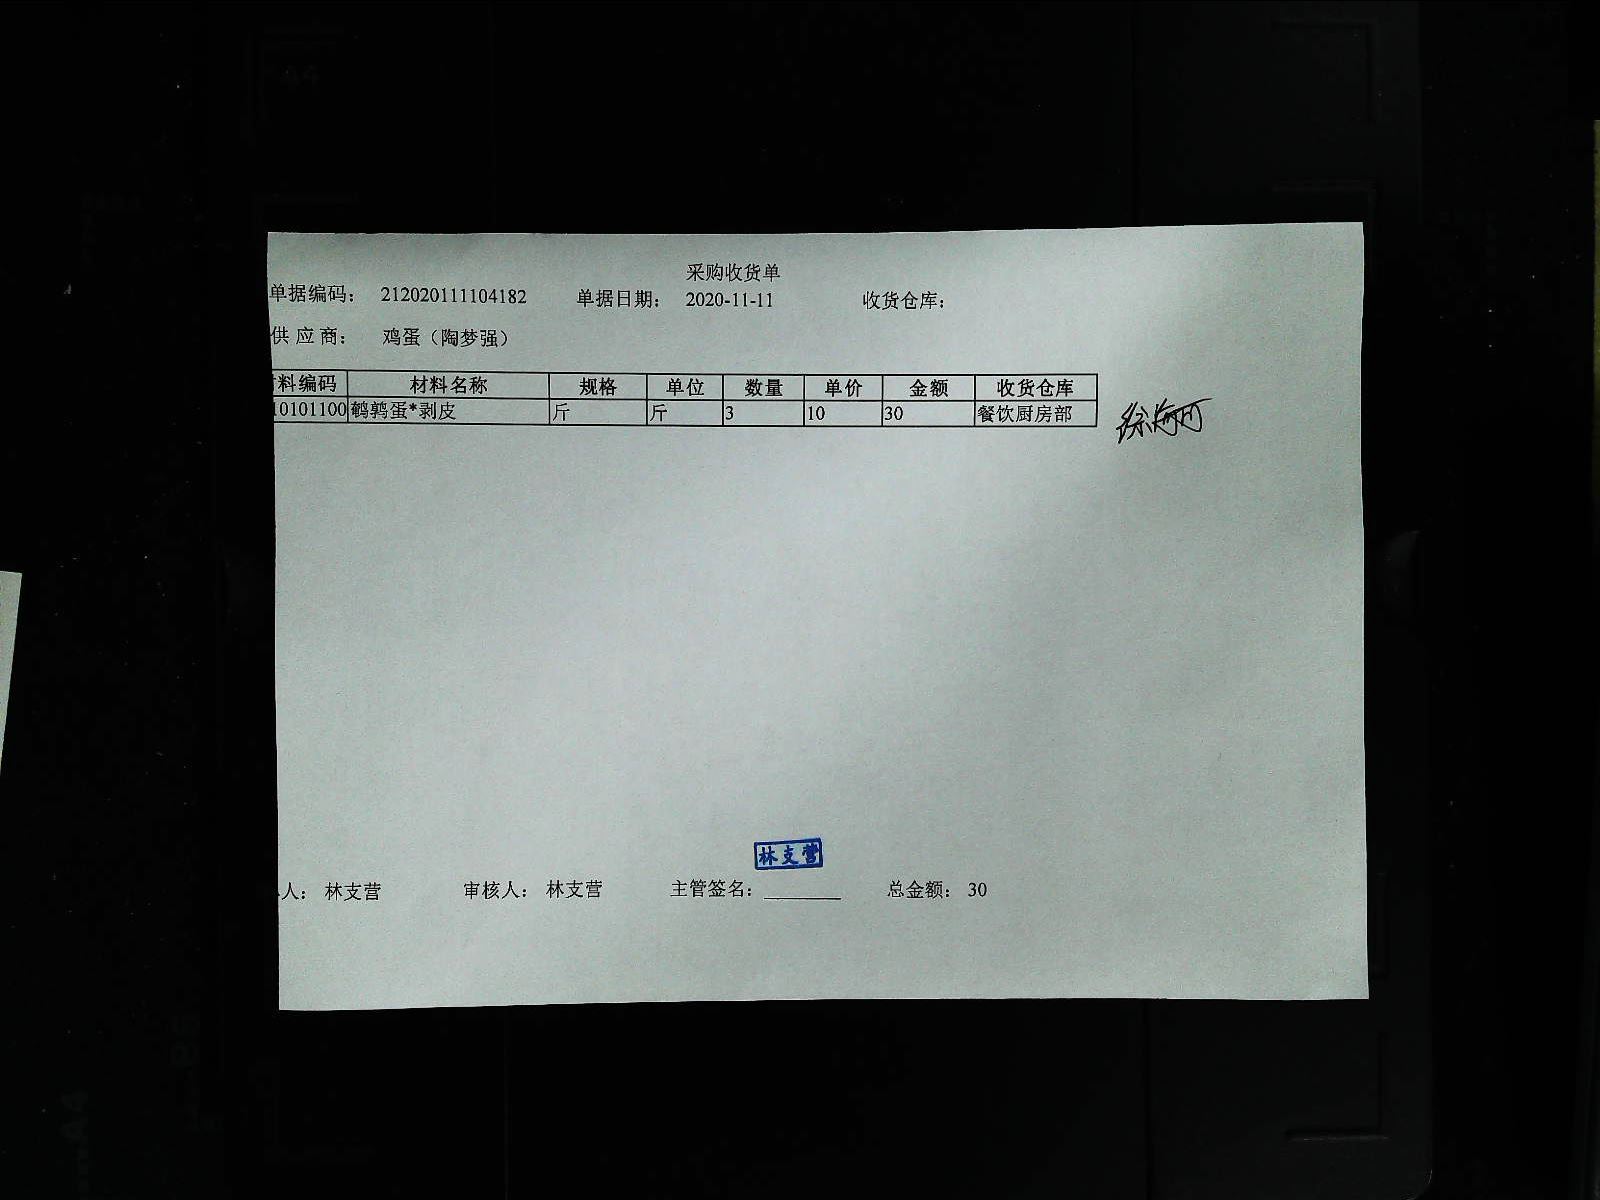 采购收货单
单据编码： 212020111104182 单据日期： 2020-11-11 收货仓库：
供 应 商： 鸡蛋（陶梦强）
料编码 材料名称 规格 单位 数量 单价 金额 收货仓库
10101100 鹌鹑蛋*剥皮 斤 斤 3 10 30 餐饮厨房部
林支营
人： 林支营 审核人： 林支营 主管签名： 总金额： 30